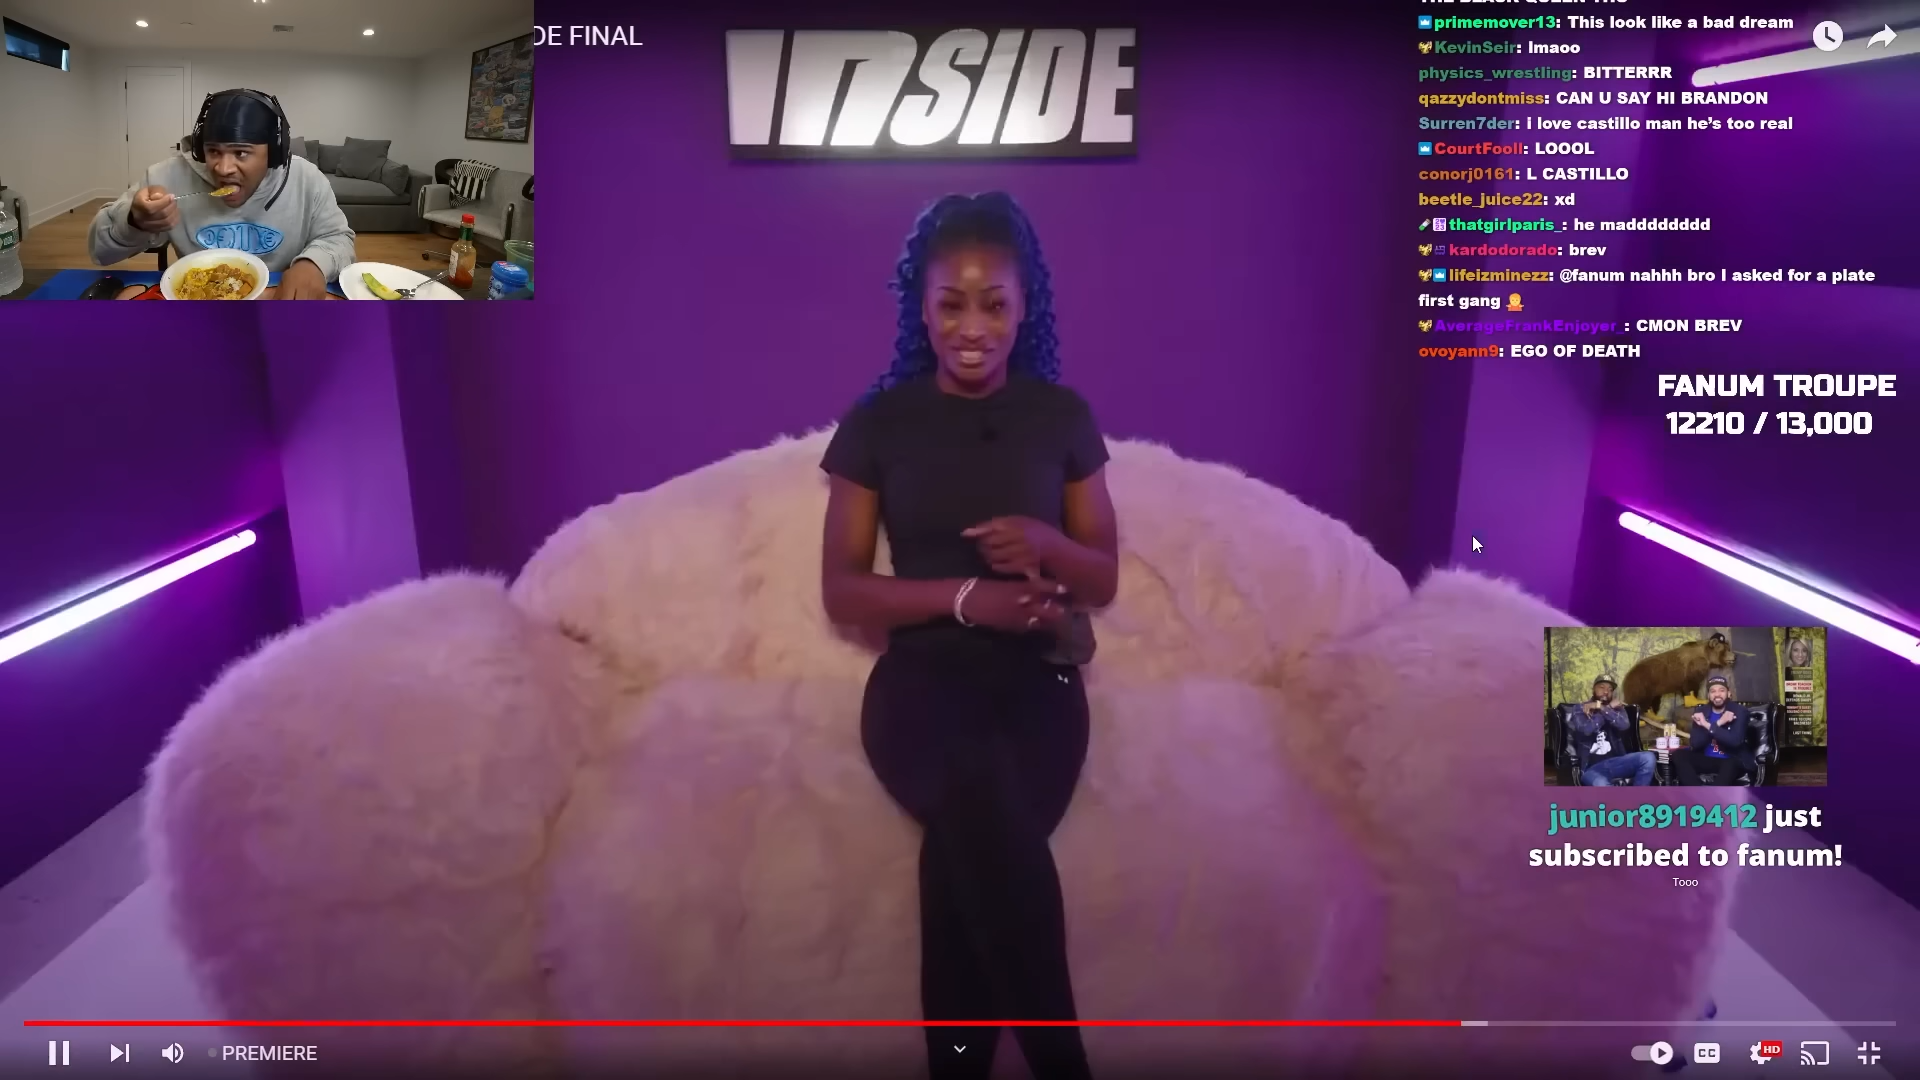 DE FINAL
INSIDE
primemover13: This look like a bad dream
KevinSeir: lmaoo
physics_wrestling: BITTERRR
qazzydontmiss: CAN U SAY HI BRANDON
Surren7der: i love castillo man he's too real
CourtFooll: LOOOL
conorj0161: L CASTILLO
beetle_juice22: xd
thatgirlparis_: he madddddddd
kardodorado: brev
lifeizminezz: @fanum nahhh bro I asked for a plate
first gang
AverageFrankEnjoyer_: CMON BREV
ovoyann9: EGO OF DEATH
FANUM TROUPE
12210 / 13,000
junior8919412 just
subscribed to fanum!
Tooo
PREMIERE
CC
HD